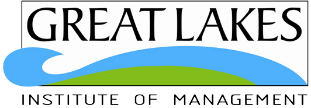 GREAT LAKES
INSTITUTE OF MANAGEMENT